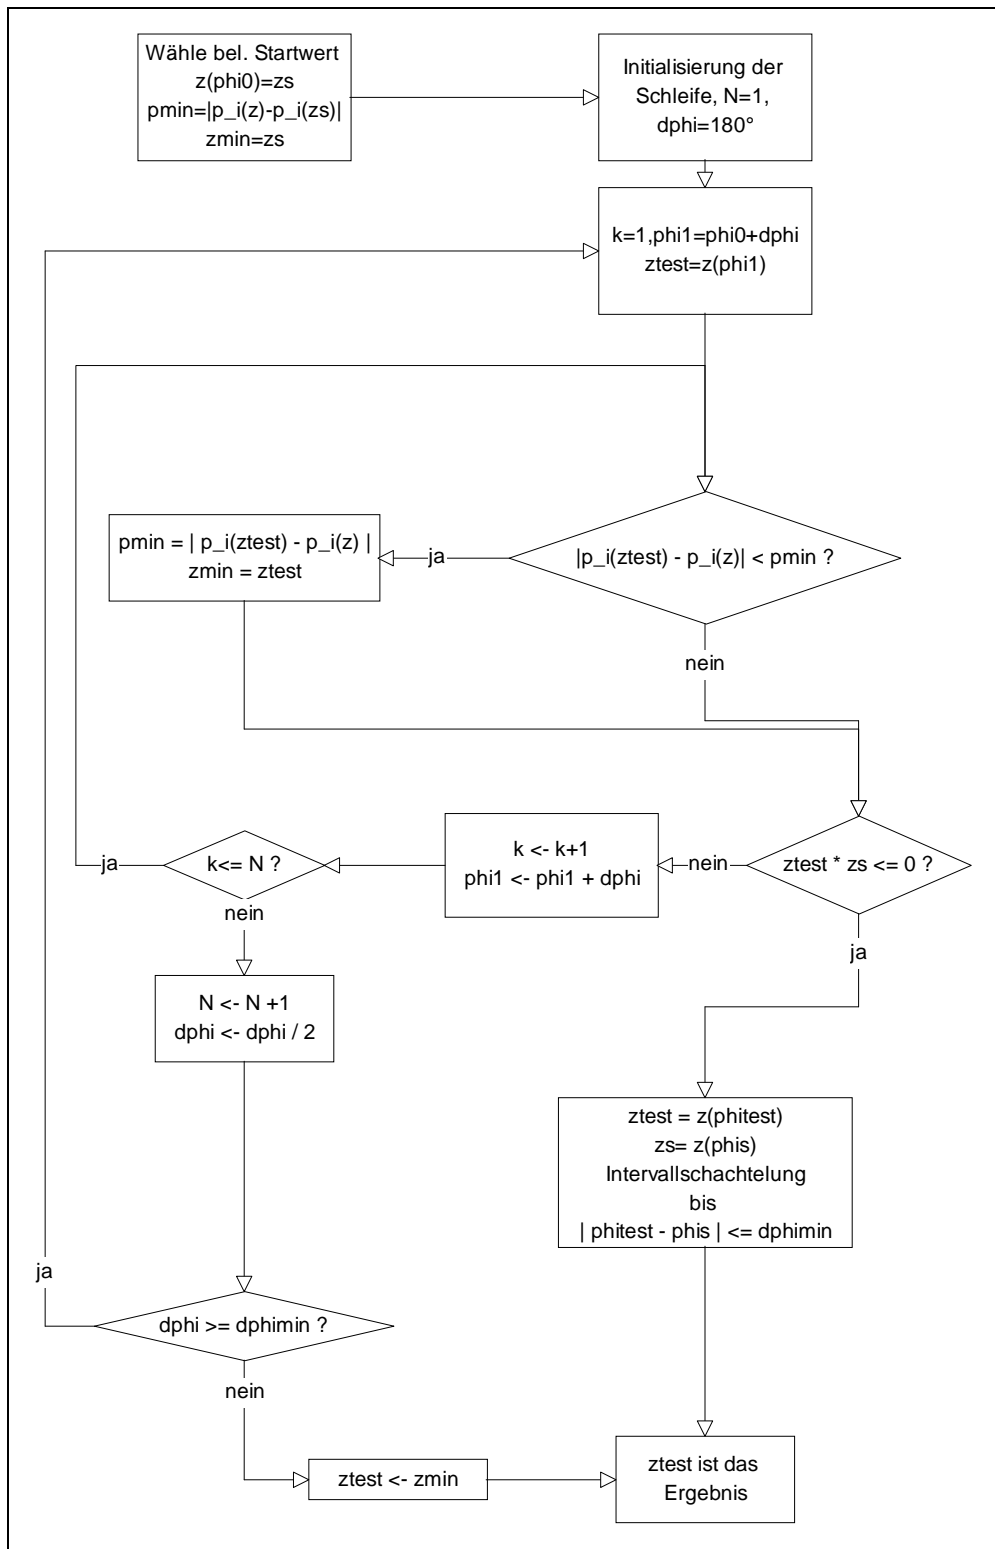 Wähle bel. Startwert
z(phi0)=zs
pmin=|p_i(z)-p_i(zs)|
zmin=zs
Initialisierung der
Schleife, N=1,
dphi=180°
k=1,phi1=phi0+dphi
ztest=z(phi1)
|p_i(ztest) - p_i(z)| < pmin ?
ja
pmin = | p_i(ztest) - p_i(z) |
zmin = ztest
nein
ztest * zs <= 0 ?
nein
k <- k+1
phi1 <- phi1 + dphi
k<= N ?
ja
nein
ja
N <- N +1
dphi <- dphi / 2
ztest = z(phitest)
zs= z(phis)
Intervallschachtelung
bis
| phitest - phis | <= dphimin
ja
dphi >= dphimin ?
nein
ztest <- zmin
ztest ist das
Ergebnis